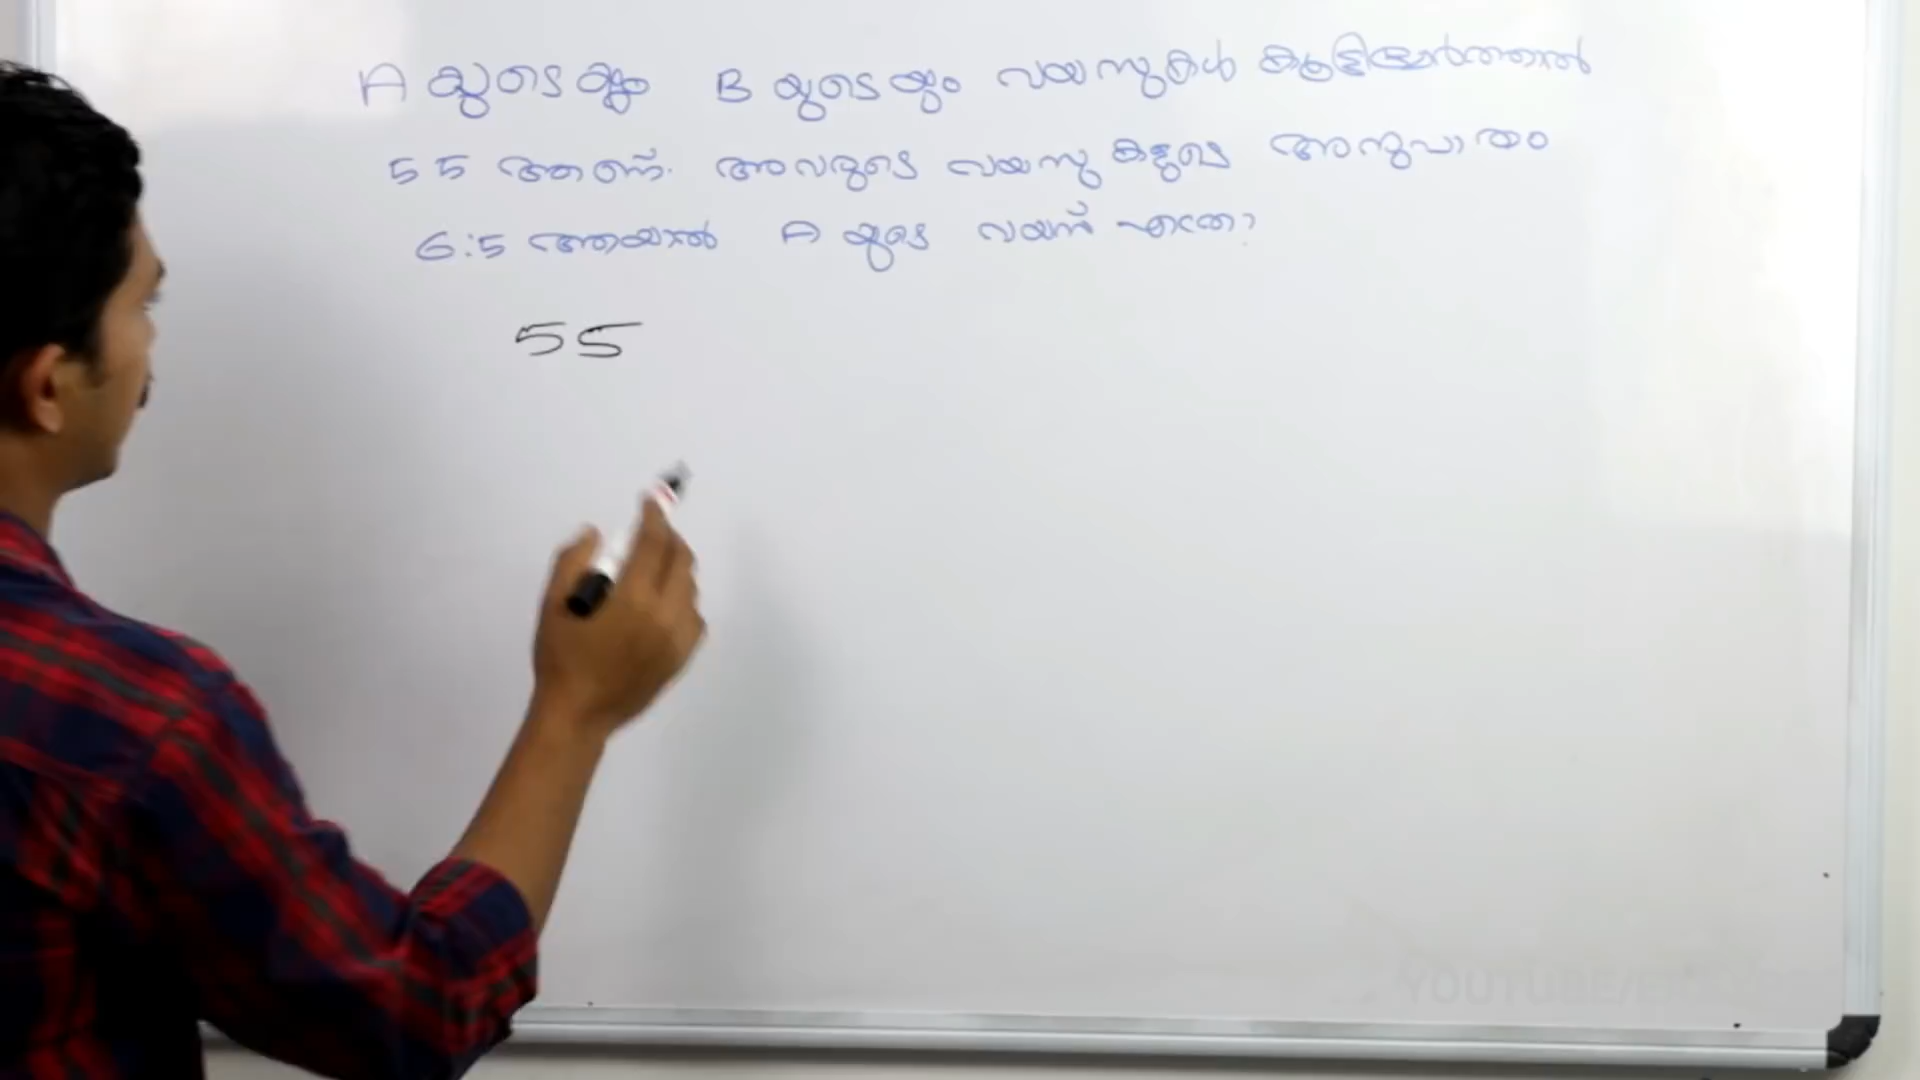 A യുടെയും B യുടെയും വയസുകൾ കൂട്ടിച്ചേർത്താൽ
55 ആണ്. അവരുടെ വയസുകളുടെ അനുപാതം
6:5 ആയാൽ A യുടെ വയസ് എത്ര?
55